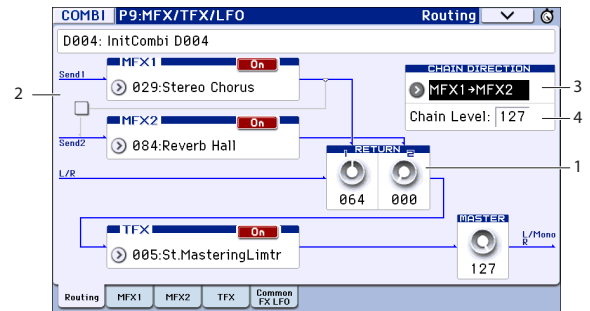 COMBI P9:MFX/TFX/LFO Routing
D004: InitCombi D004
MFX1 On
Send1
029:Stereo Chorus
CHAIN DIRECTION
MFX1→MFX2
Chain Level: 127
2
3
4
MFX2 On
Send2
084:Reverb Hall
RETURN
1 2
L/R
064 000
1
TFX On
005:St.MasteringLimtr
MASTER
L/Mono
R
127
Routing MFX1 MFX2 TFX Common
FX LFO